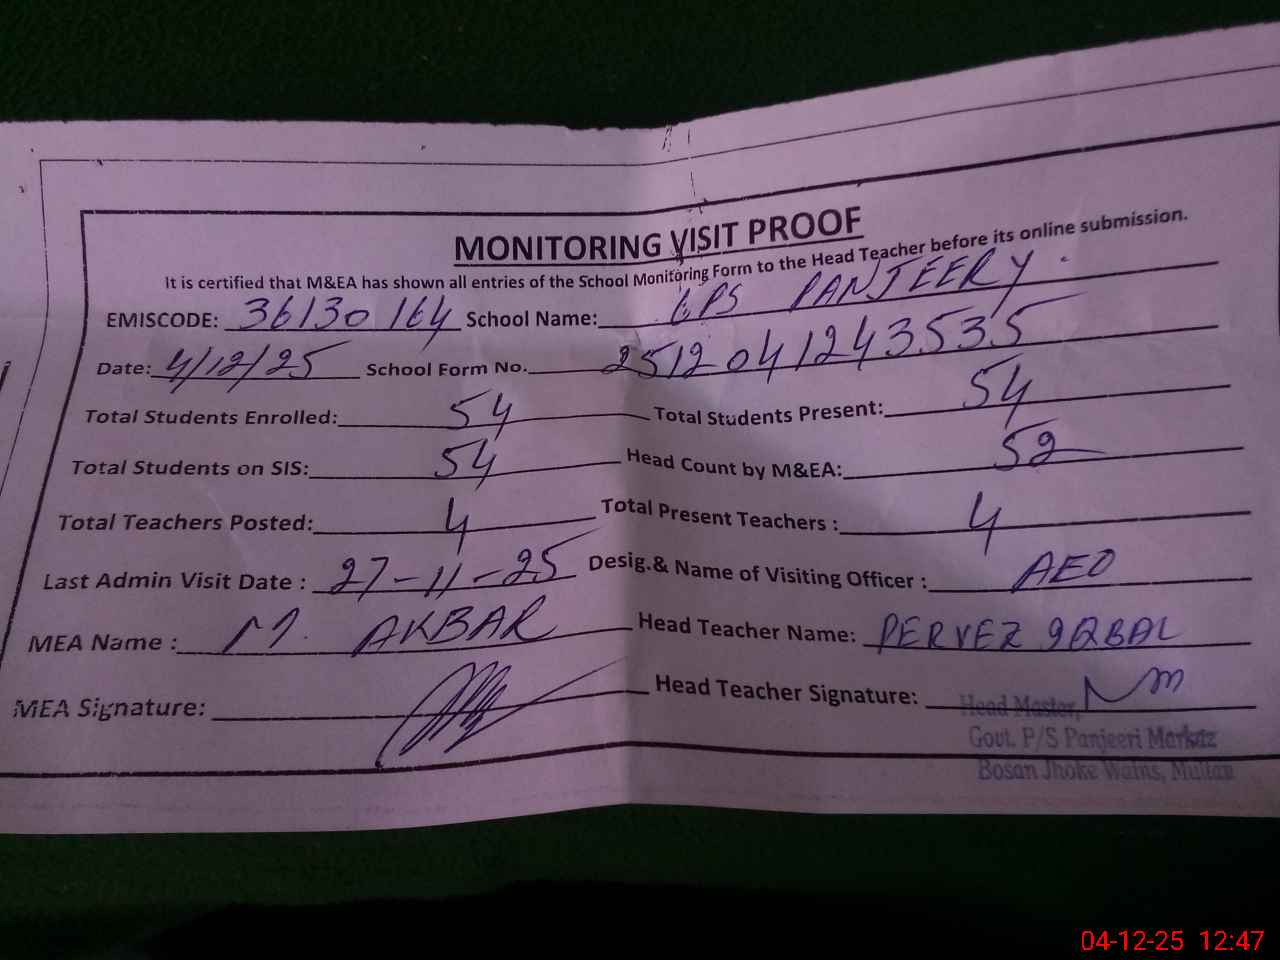 MONITORING VISIT PROOF
It is certified that M&EA has shown all entries of the School Monitoring Form to the Head Teacher before its online submission.
EMISCODE: 36130164 School Name: GPS PANJEERY.
Date: 4/12/25 School Form No. 2512041243535
Total Students Enrolled: 54 Total Students Present: 54
Total Students on SIS: 54 Head Count by M&EA: 52
Total Teachers Posted: 4 Total Present Teachers : 4
Last Admin Visit Date : 27-11-25 Desig.& Name of Visiting Officer : AEO
MEA Name : M. AKBAR Head Teacher Name: PERVEZ IQBAL
MEA Signature: Head Teacher Signature:
Head Master,
Govt. P/S Panjeeri Markaz
Bosan Jhoke Wains, Multan
04-12-25 12:47